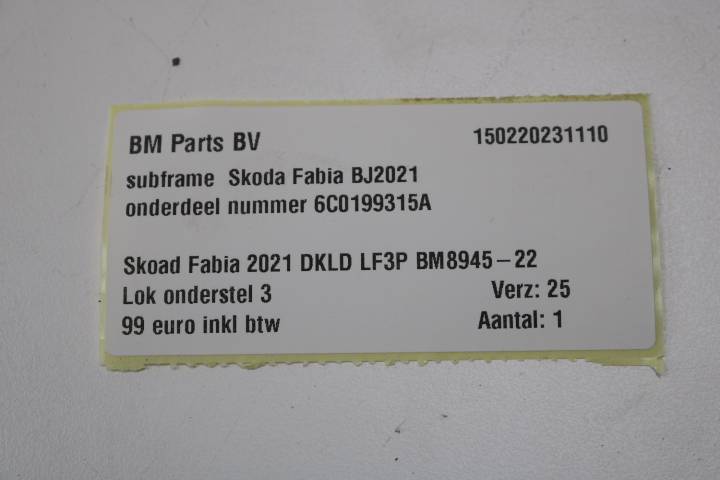 BM Parts BV 150220231110
subframe Skoda Fabia BJ2021
onderdeel nummer 6C0199315A
Skoad Fabia 2021 DKLD LF3P BM8945-22
Lok onderstel 3 Verz: 25
99 euro inkl btw Aantal: 1